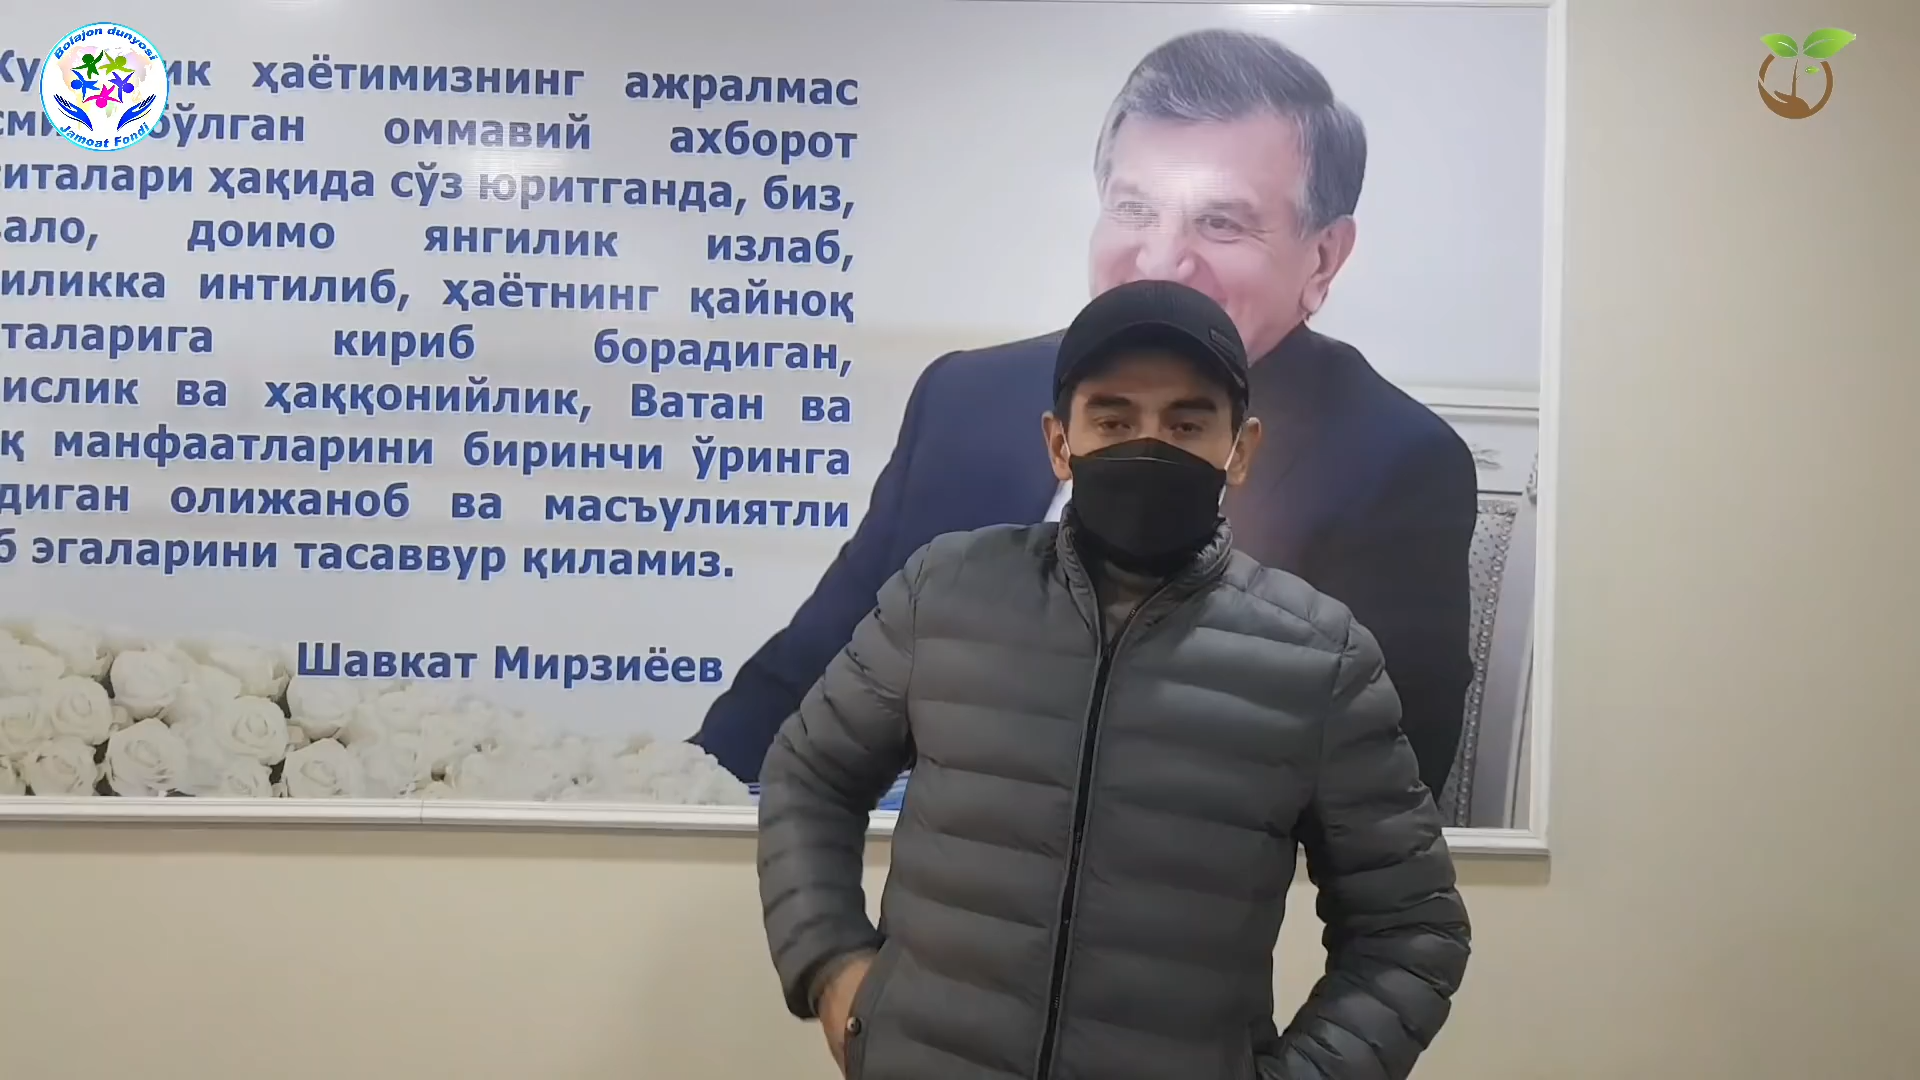 Bolajon dunyosi
Jamoat Fondi
ҳаётимизнинг ажралмас
бўлган оммавий ахборот
ҳақида сўз юритганда, биз,
доимо янгилик излаб,
интилиб, ҳаётнинг қайноқ
кириб борадиган,
ва ҳаққонийлик, Ватан ва
манфаатларини биринчи ўринга
олижаноб ва масъулиятли
эгаларини тасаввур қиламиз.
Шавкат Мирзиёев